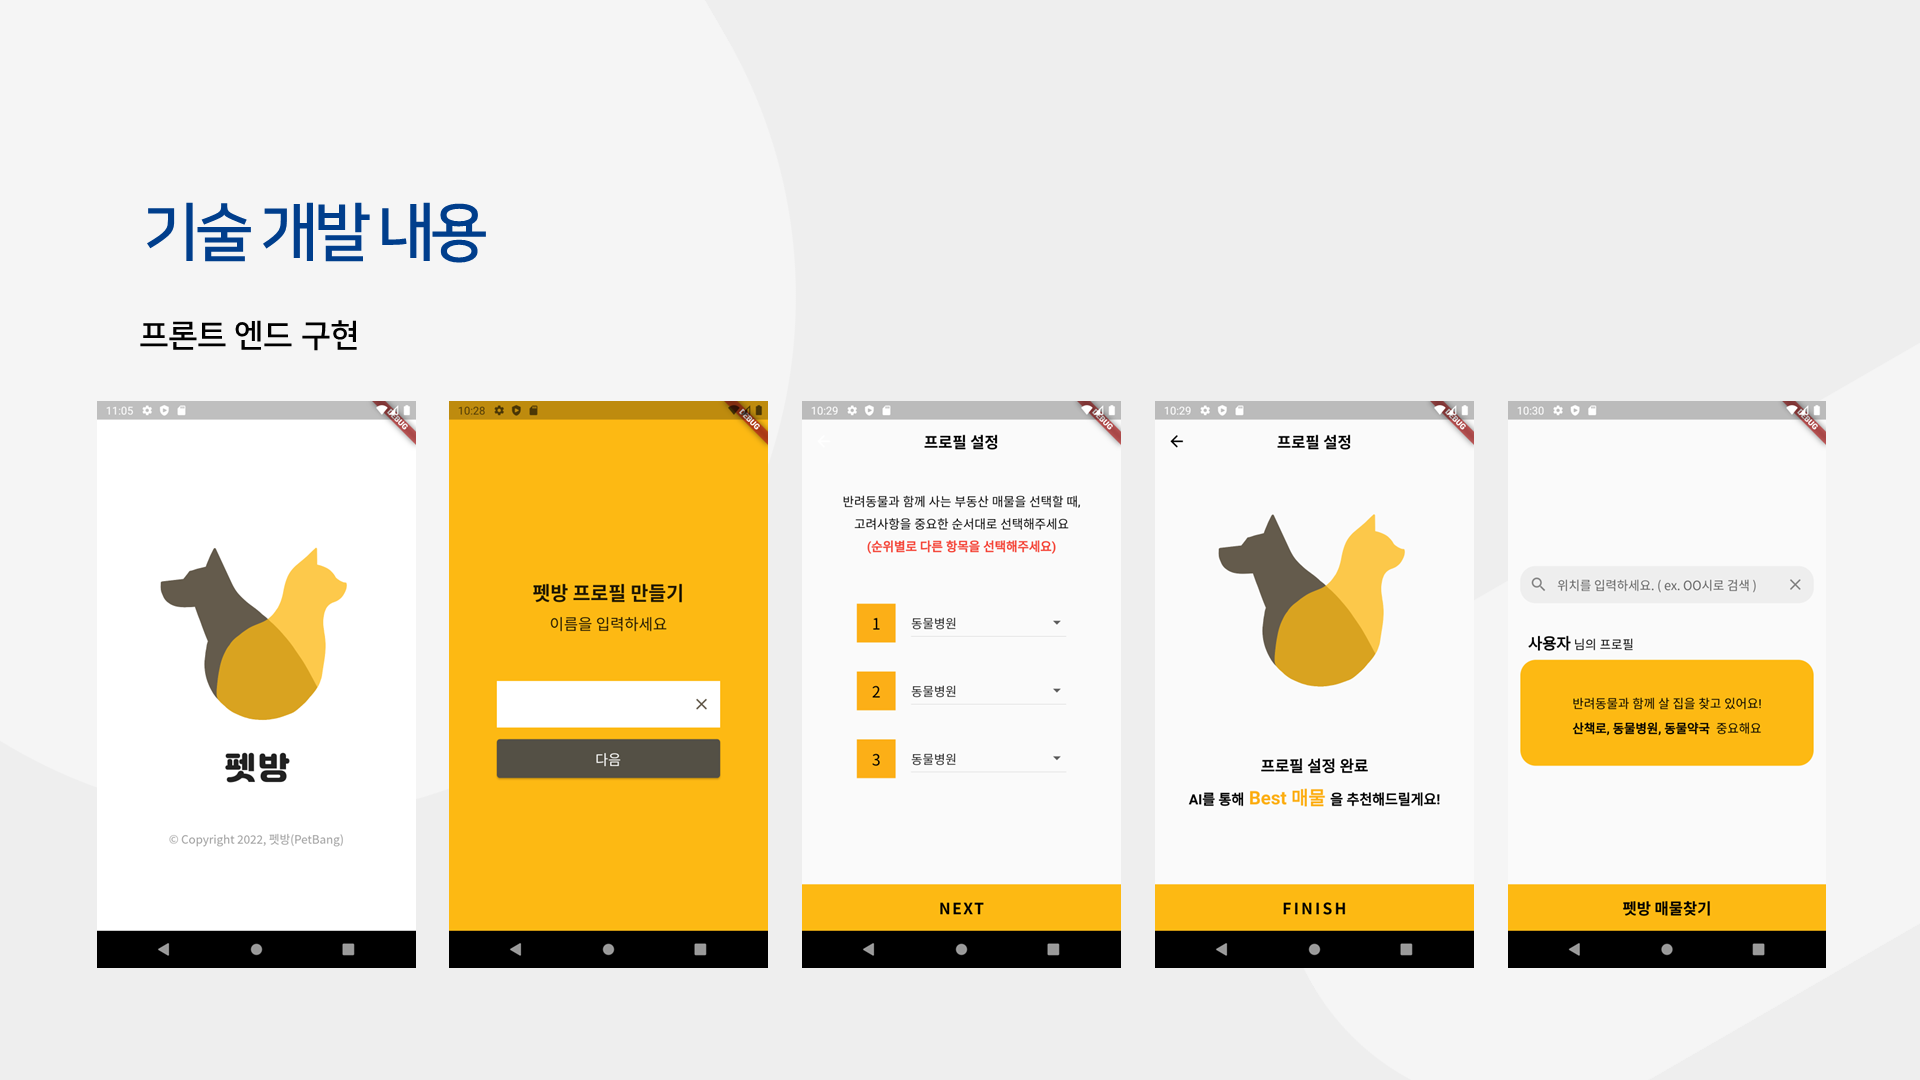 기술 개발 내용
프론트 엔드 구현
11:05
DEBUG
펫방
© Copyright 2022, 펫방(PetBang)
10:28
DEBUG
펫방 프로필 만들기
이름을 입력하세요
다음
10:29
DEBUG
프로필 설정
반려동물과 함께 사는 부동산 매물을 선택할 때,
고려사항을 중요한 순서대로 선택해주세요
(순위별로 다른 항목을 선택해주세요)
1 동물병원
2 동물병원
3 동물병원
NEXT
10:29
DEBUG
프로필 설정
프로필 설정 완료
AI를 통해 Best 매물 을 추천해드릴게요!
FINISH
10:30
DEBUG
위치를 입력하세요. ( ex. OO시로 검색 )
사용자 님의 프로필
반려동물과 함께 살 집을 찾고 있어요!
산책로, 동물병원, 동물약국 중요해요
펫방 매물찾기